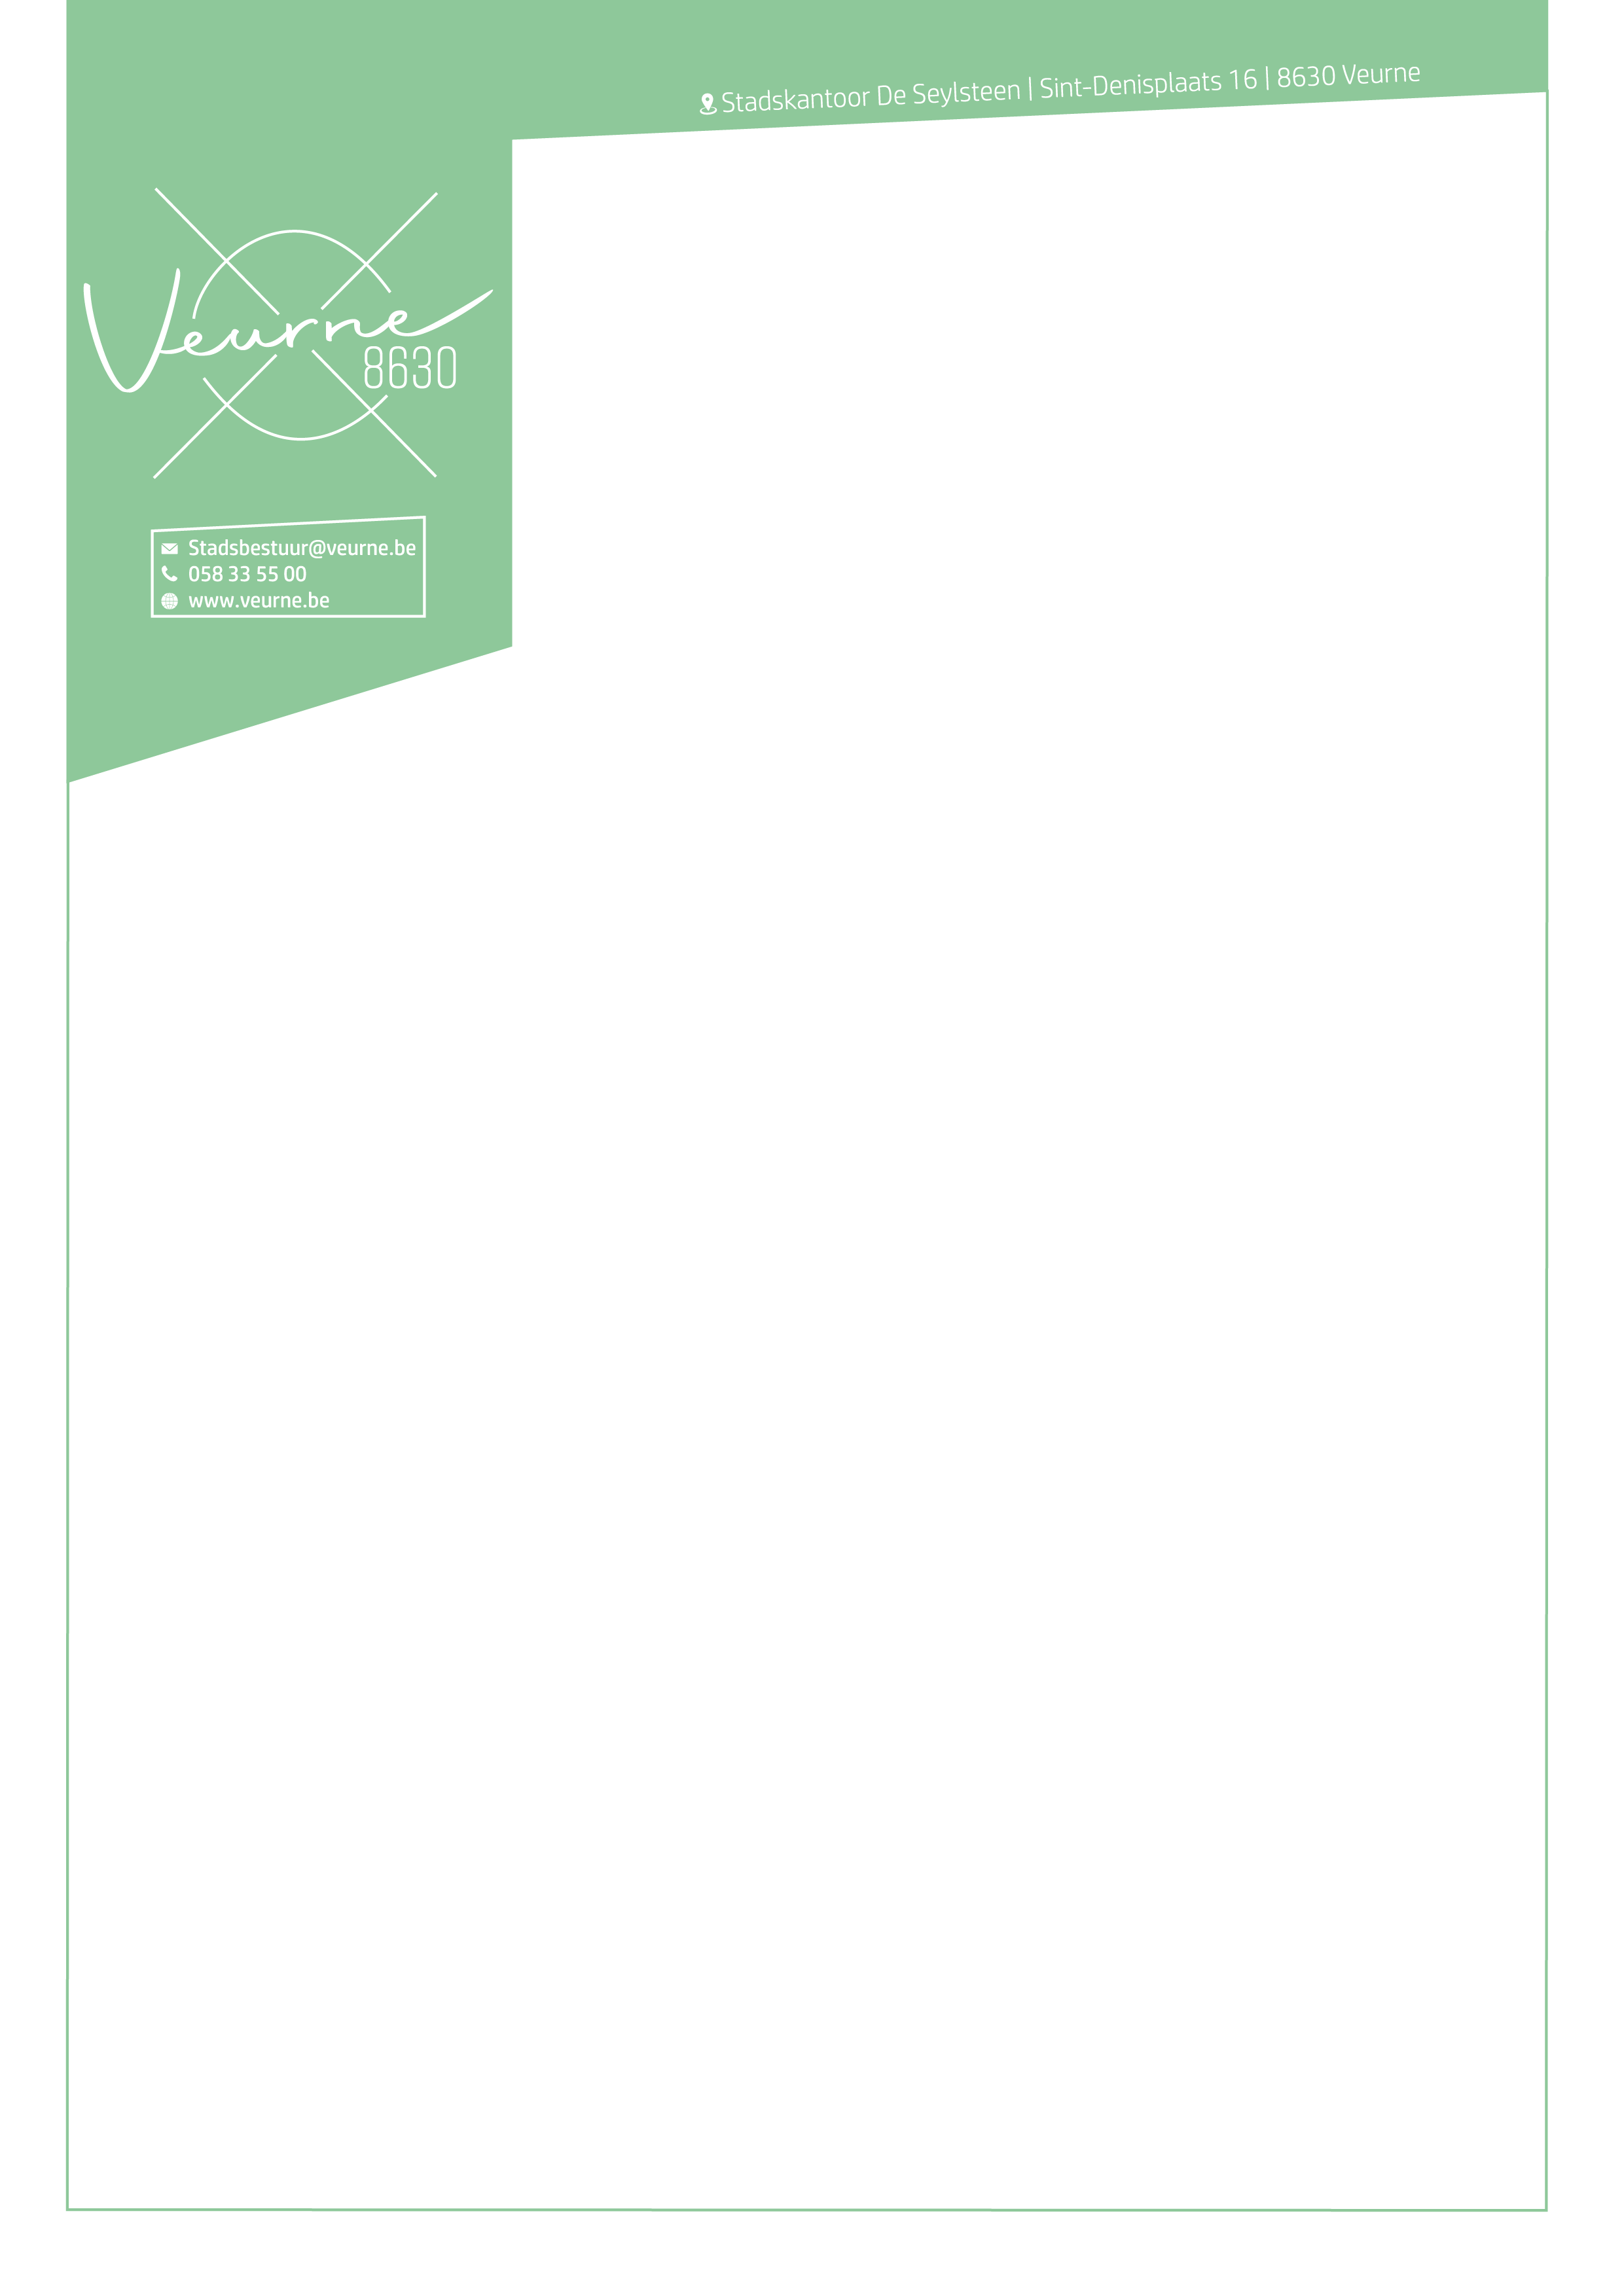 Stadskantoor De Seylsteen | Sint-Denisplaats 16 | 8630 Veurne
Veurne
8630
Stadsbestuur@veurne.be
058 33 55 00
www.veurne.be